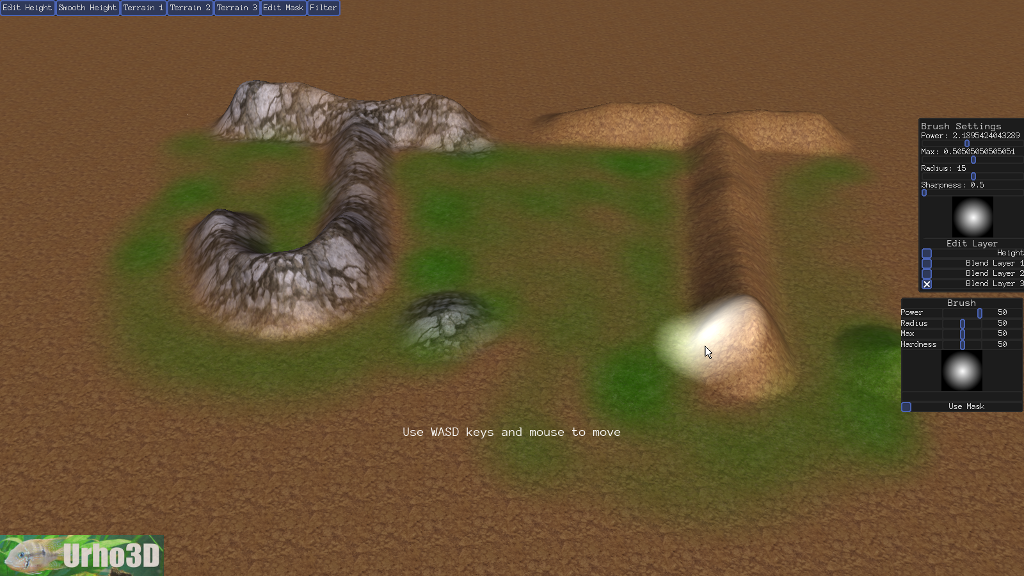 Edit Height Smooth Height Terrain 1 Terrain 2 Terrain 3 Edit Mask Filter
Brush Settings
Power: 2.1895424043289
Max: 0.50505050505051
Radius: 15
Sharpness: 0.5
Edit Layer
Height
Blend Layer 1
Blend Layer 2
Blend Layer 3
Brush
Power 50
Radius 50
Max 50
Hardness 50
Use Mask
Use WASD keys and mouse to move
Urho3D